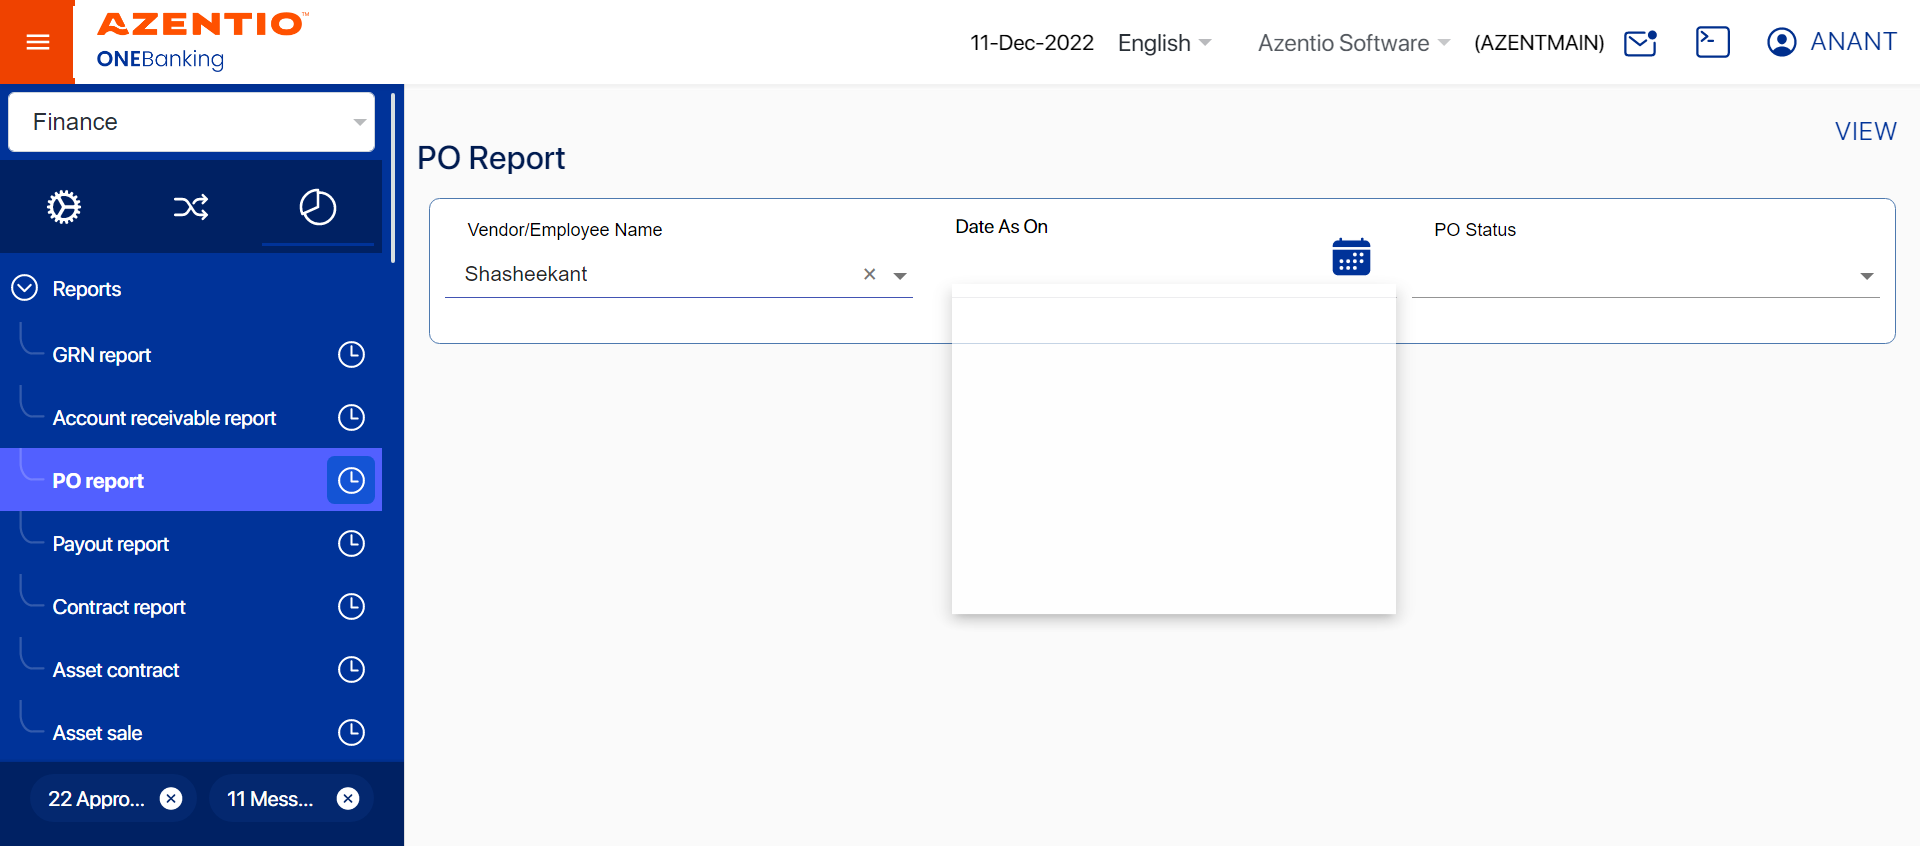 AZENTIO™
ONEBanking
11-Dec-2022
English
Azentio Software
(AZENTMAIN)
ANANT
Finance
VIEW
PO Report
Vendor/Employee Name
Date As On
PO Status
Shasheekant
Reports
GRN report
Account receivable report
PO report
Payout report
Contract report
Asset contract
Asset sale
22 Appro...
11 Mess...